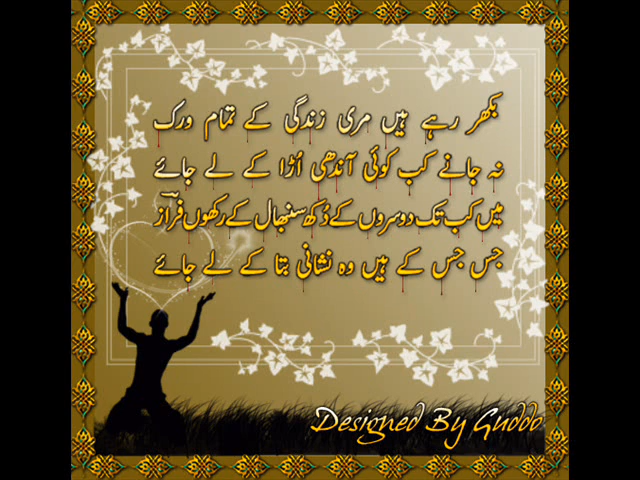 بکھر رہے ہیں مری زندگی کے تمام ورک
نہ جانے کب کوئی آندھی اُڑا کے لے جائے
میں کب تک دوسروں کے دُکھ سنبھال کے رکھوں فرازؔ
جس جس کے ہیں وہ نشانی بتا کے لے جائے
Designed By Guddo